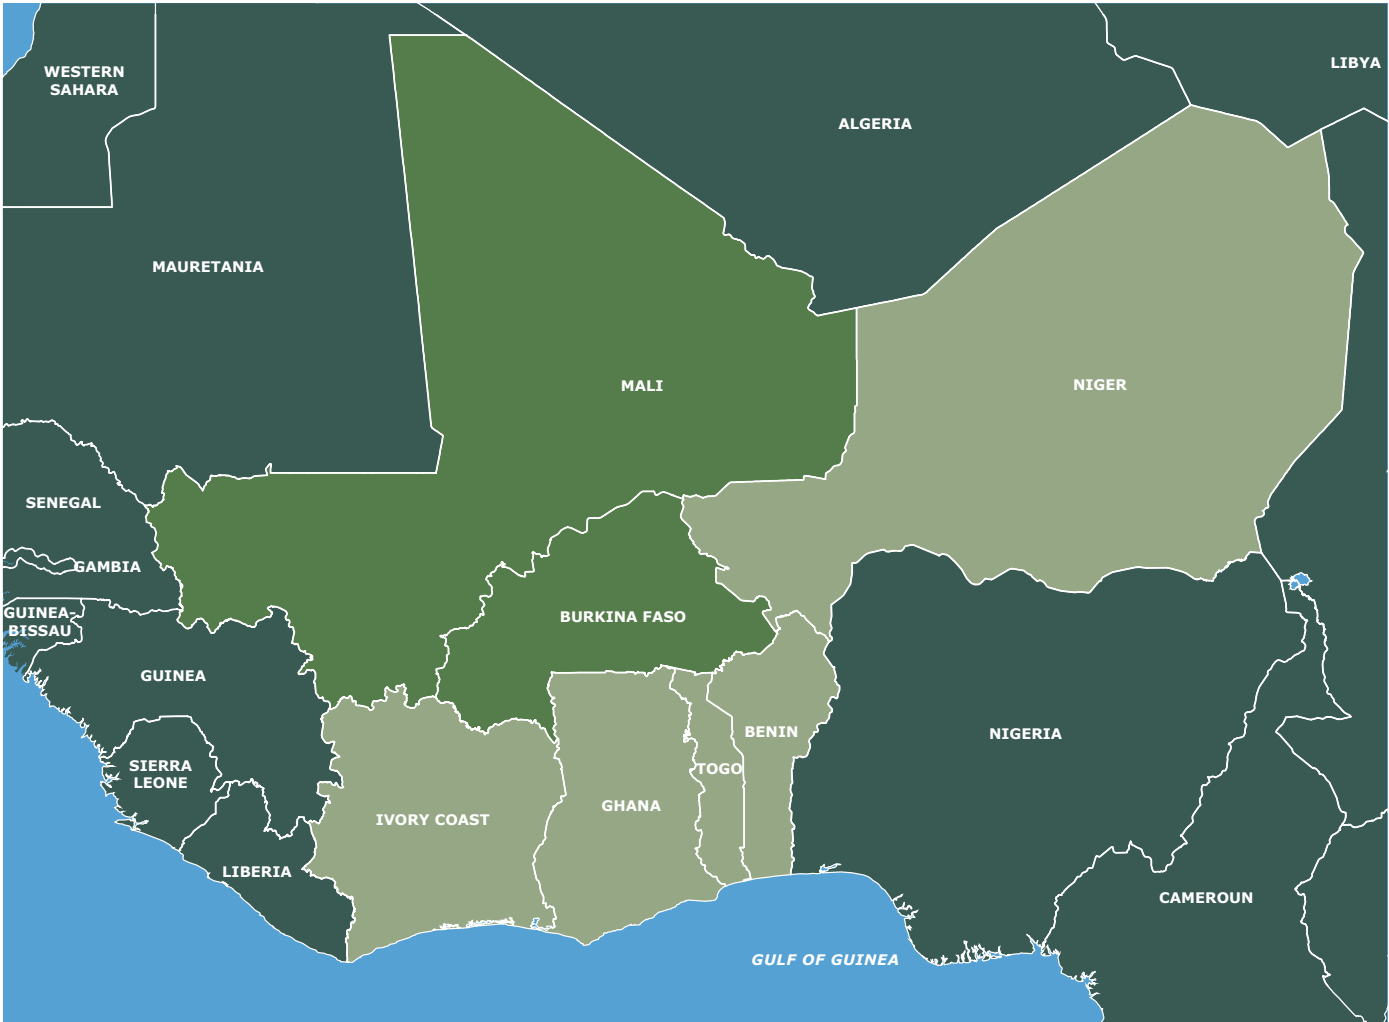 WESTERN
SAHARA
LIBYA
ALGERIA
MAURETANIA
MALI
NIGER
SENEGAL
GAMBIA
GUINEA-
BISSAU
BURKINA FASO
GUINEA
NIGERIA
BENIN
TOGO
SIERRA
LEONE
GHANA
IVORY COAST
LIBERIA
CAMEROUN
GULF OF GUINEA